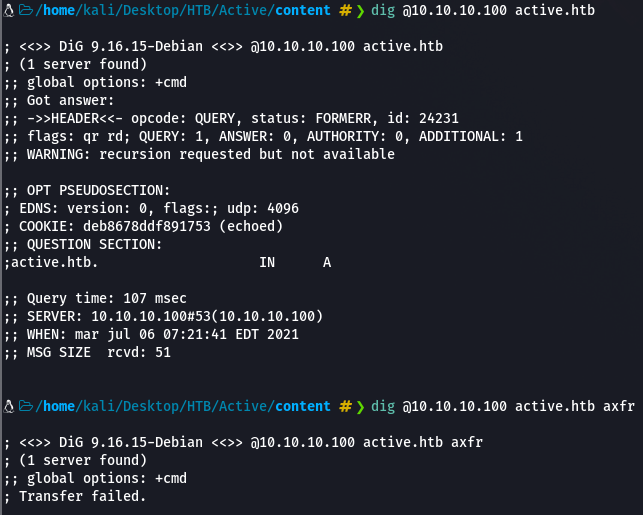 /home/kali/Desktop/HTB/Active/content # ❯ dig @10.10.10.100 active.htb
; <<>> DiG 9.16.15-Debian <<>> @10.10.10.100 active.htb
; (1 server found)
;; global options: +cmd
;; Got answer:
;; ->>HEADER<<- opcode: QUERY, status: FORMERR, id: 24231
;; flags: qr rd; QUERY: 1, ANSWER: 0, AUTHORITY: 0, ADDITIONAL: 1
;; WARNING: recursion requested but not available
;; OPT PSEUDOSECTION:
; EDNS: version: 0, flags:; udp: 4096
; COOKIE: deb8678ddf891753 (echoed)
;; QUESTION SECTION:
;active.htb. IN A
;; Query time: 107 msec
;; SERVER: 10.10.10.100#53(10.10.10.100)
;; WHEN: mar jul 06 07:21:41 EDT 2021
;; MSG SIZE rcvd: 51
/home/kali/Desktop/HTB/Active/content # ❯ dig @10.10.10.100 active.htb axfr
; <<>> DiG 9.16.15-Debian <<>> @10.10.10.100 active.htb axfr
; (1 server found)
;; global options: +cmd
; Transfer failed.